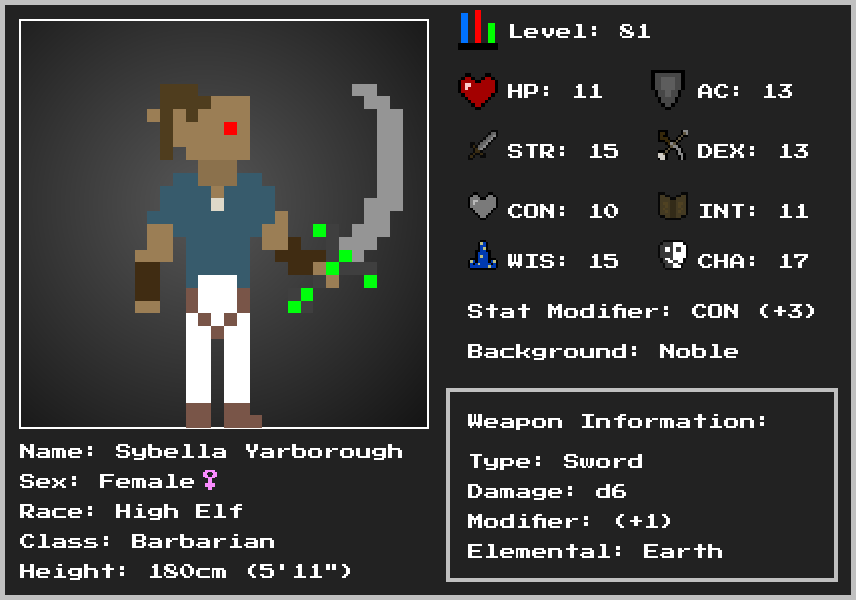 Level: 81
HP: 11
AC: 13
STR: 15
DEX: 13
CON: 10
INT: 11
WIS: 15
CHA: 17
Stat Modifier: CON (+3)
Background: Noble
Weapon Information:
Type: Sword
Damage: d6
Modifier: (+1)
Elemental: Earth
Name: Sybella Yarborough
Sex: Female♀
Race: High Elf
Class: Barbarian
Height: 180cm (5'11")